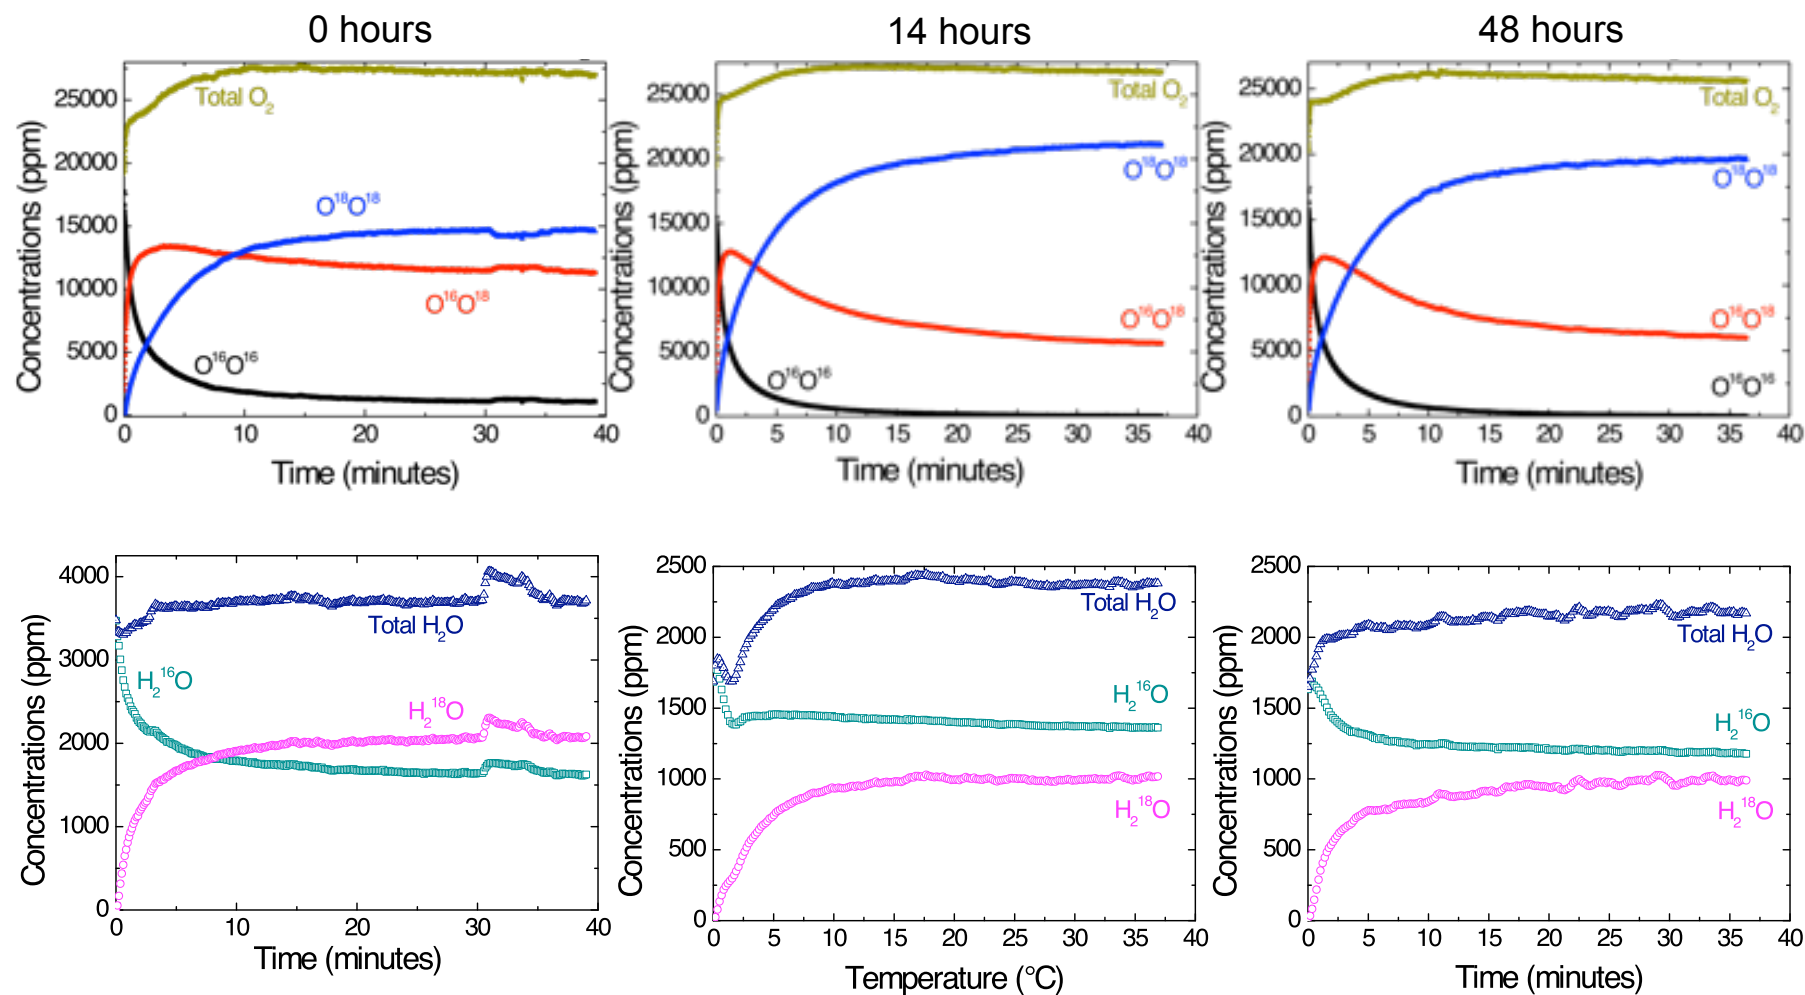 0 hours
14 hours
48 hours
Concentrations (ppm)
25000
20000
15000
10000
5000
0
Total O2
O18O18
O16O18
O16O16
0
10
20
30
40
Time (minutes)
Concentrations (ppm)
25000
20000
15000
10000
5000
0
Total O2
O18O18
O16O18
O16O16
0
5
10
15
20
25
30
35
40
Time (minutes)
Concentrations (ppm)
25000
20000
15000
10000
5000
0
Total O2
O18O18
O16O18
O16O16
0
5
10
15
20
25
30
35
40
Time (minutes)
Concentrations (ppm)
4000
3000
2000
1000
0
Total H2O
H216O
H218O
0
10
20
30
40
Time (minutes)
Concentrations (ppm)
2500
2000
1500
1000
500
0
Total H2O
H216O
H218O
0
5
10
15
20
25
30
35
40
Temperature (°C)
Concentrations (ppm)
2500
2000
1500
1000
500
0
Total H2O
H216O
H218O
0
5
10
15
20
25
30
35
40
Time (minutes)